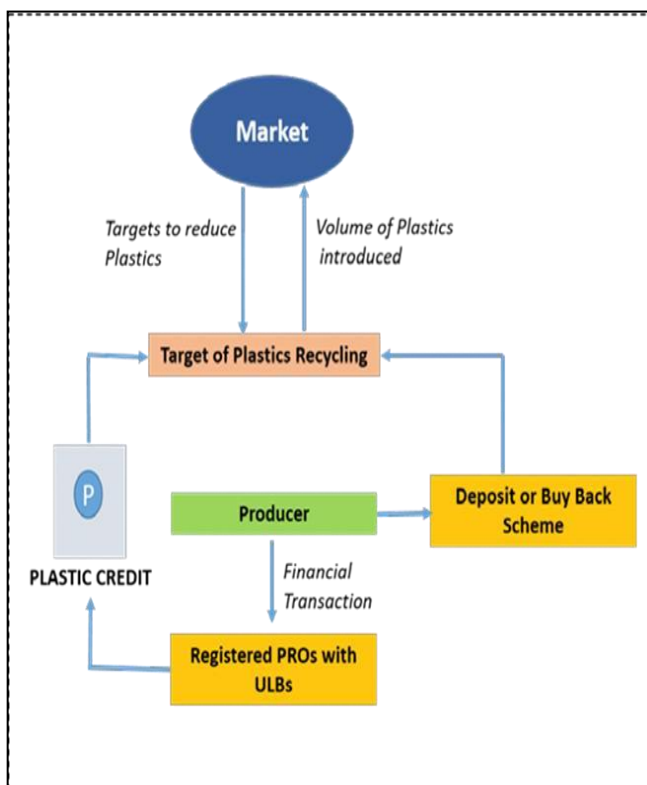 Market
Targets to reduce
Plastics
Volume of Plastics
introduced
Target of Plastics Recycling
P
PLASTIC CREDIT
Producer
Deposit or Buy Back
Scheme
Financial
Transaction
Registered PROs with
ULBs